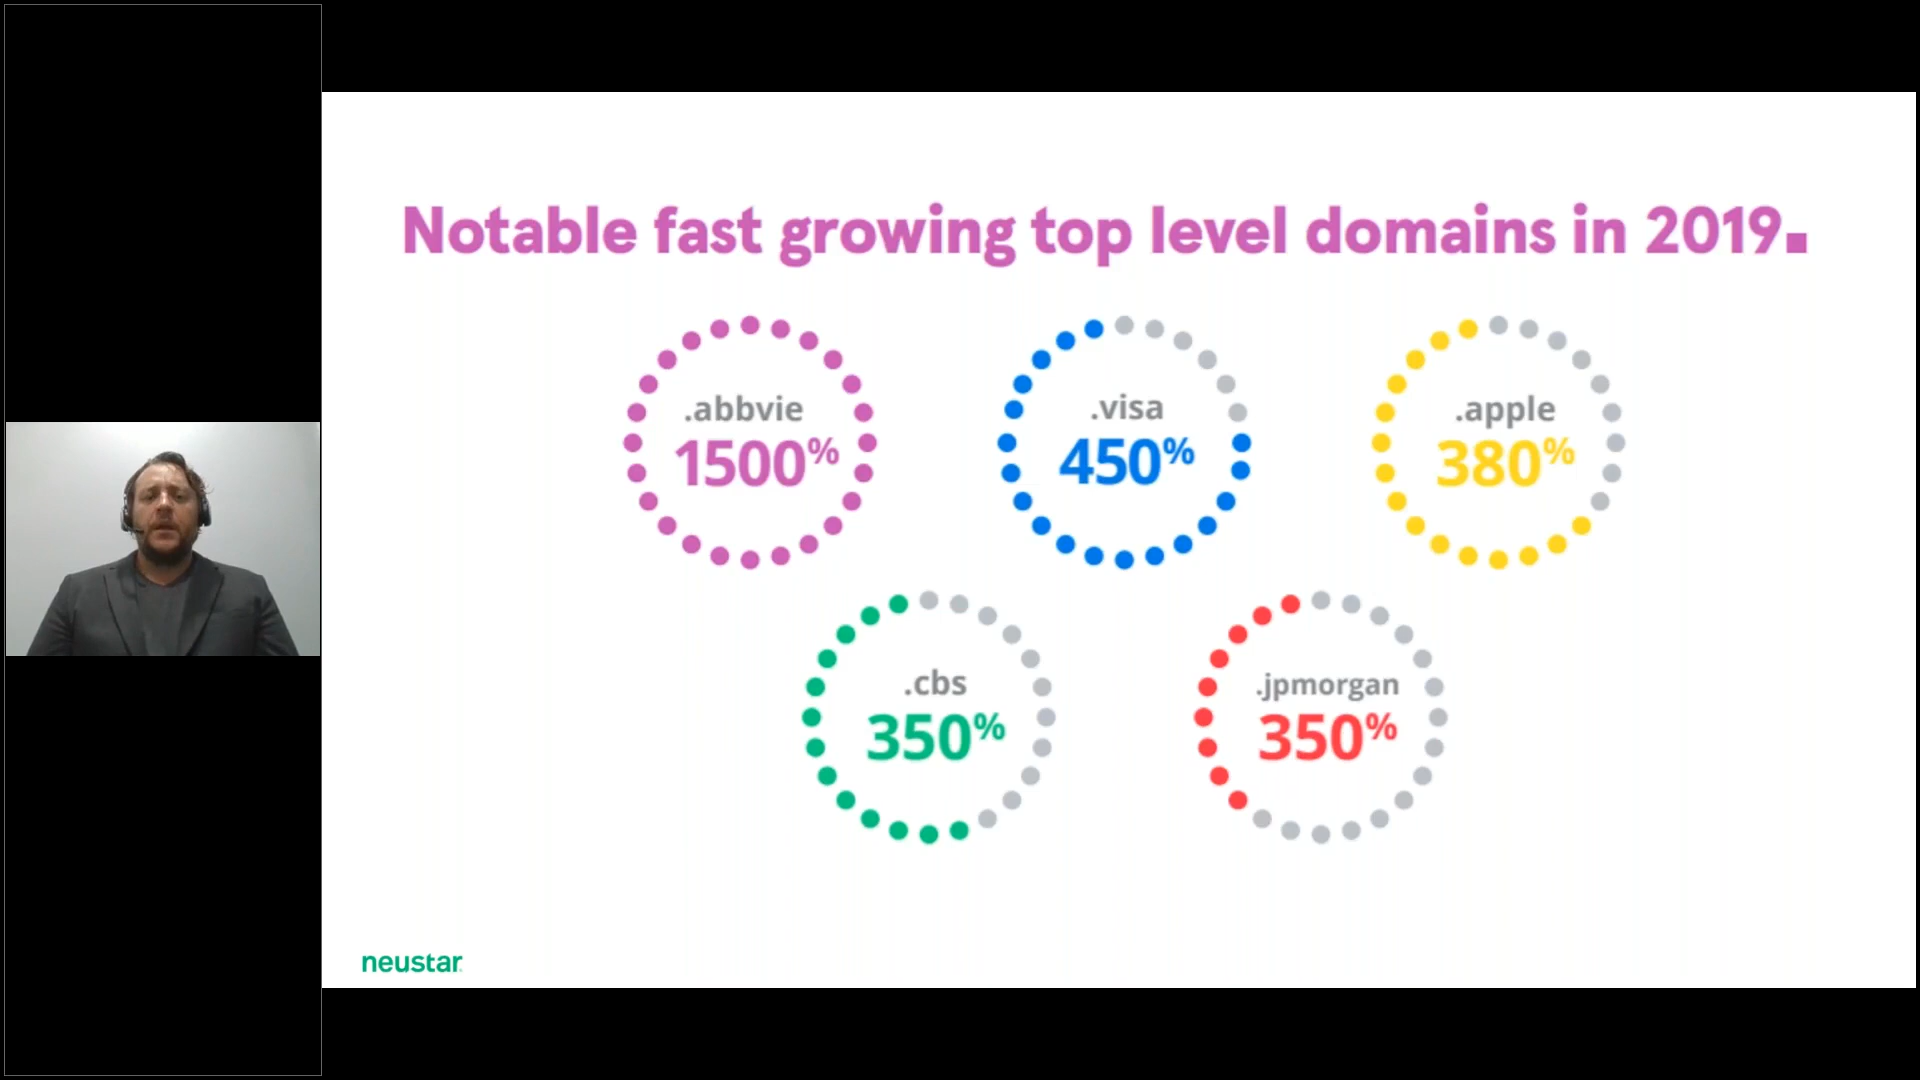 Notable fast growing top level domains in 2019.
.abbvie
1500%
.visa
450%
.apple
380%
.cbs
350%
.jpmorgan
350%
neustar